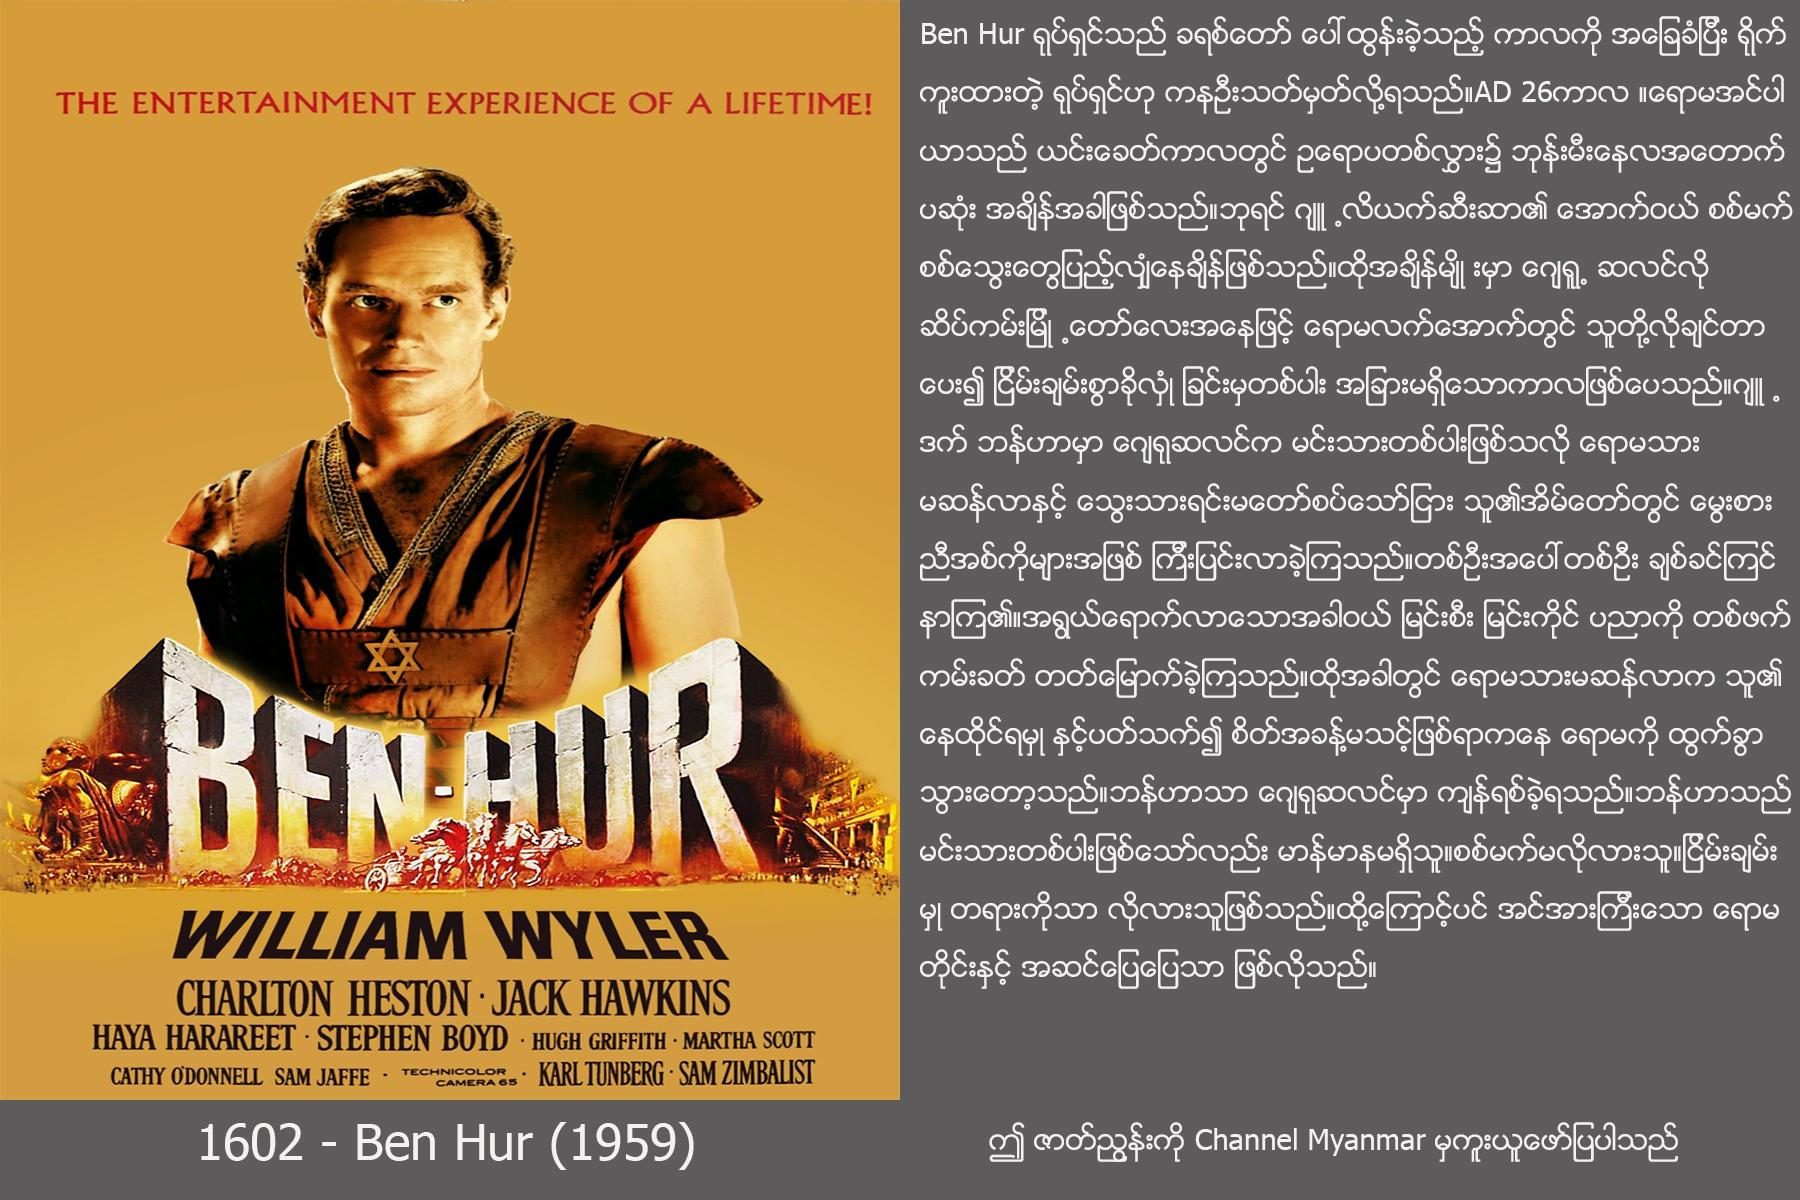 THE ENTERTAINMENT EXPERIENCE OF A LIFETIME!
BEN-HUR
WILLIAM WYLER
CHARLTON HESTON · JACK HAWKINS
HAYA HARAREET · STEPHEN BOYD · HUGH GRIFFITH · MARTHA SCOTT
CATHY O'DONNELL SAM JAFFE · TECHNICOLOR CAMERA 65 · KARL TUNBERG · SAM ZIMBALIST
1602 - Ben Hur (1959)
Ben Hur ရုပ်ရှင်သည် ခရစ်တော် ပေါ်ထွန်းခဲ့သည့် ကာလကို အခြေခံပြီး ရိုက်
ကူးထားတဲ့ ရုပ်ရှင်ဟု ကနဦးသတ်မှတ်လို့ရသည်။AD 26ကာလ ။ရောမအင်ပါ
ယာသည် ယင်းခေတ်ကာလတွင် ဥရောပတစ်လွှား၌ ဘုန်းမီးနေလအတောက်
ပဆုံး အချိန်အခါဖြစ်သည်။ဘုရင် ဂျူ ့လိယက်ဆီးဆာ၏ အောက်ဝယ် စစ်မက်
စစ်သွေးတွေပြည့်လျှံနေချိန်ဖြစ်သည်။ထိုအချိန်မျိုးမှာ ဂျေရူ့ ဆလင်လို
ဆိပ်ကမ်းမြို ့တော်လေးအနေဖြင့် ရောမလက်အောက်တွင် သူတို့လိုချင်တာ
ပေး၍ ငြိမ်းချမ်းစွာခိုလှုံ ခြင်းမှတစ်ပါး အခြားမရှိသောကာလဖြစ်ပေသည်။ဂျူ ့
ဒက် ဘန်ဟာမှာ ဂျေရုဆလင်က မင်းသားတစ်ပါးဖြစ်သလို ရောမသား
မဆန်လာနှင့် သွေးသားရင်းမတော်စပ်သော်ငြား သူ၏အိမ်တော်တွင် မွေးစား
ညီအစ်ကိုများအဖြစ် ကြီးပြင်းလာခဲ့ကြသည်။တစ်ဦးအပေါ်တစ်ဦး ချစ်ခင်ကြင်
နာကြ၏။အရွယ်ရောက်လာသောအခါဝယ် မြင်းစီး မြင်းကိုင် ပညာကို တစ်ဖက်
ကမ်းခတ် တတ်မြောက်ခဲ့ကြသည်။ထိုအခါတွင် ရောမသားမဆန်လာက သူ၏
နေထိုင်ရမှု နှင့်ပတ်သက်၍ စိတ်အခန့်မသင့်ဖြစ်ရာကနေ ရောမကို ထွက်ခွာ
သွားတော့သည်။ဘန်ဟာသာ ဂျေရုဆလင်မှာ ကျန်ရစ်ခဲ့ရသည်။ဘန်ဟာသည်
မင်းသားတစ်ပါးဖြစ်သော်လည်း မာန်မာနမရှိသူ။စစ်မက်မလိုလားသူ။ငြိမ်းချမ်း
မှု တရားကိုသာ လိုလားသူဖြစ်သည်။ထို့ကြောင့်ပင် အင်အားကြီးသော ရောမ
တိုင်းနှင့် အဆင်ပြေပြေသာ ဖြစ်လိုသည်။
ဤ ဇာတ်ညွှန်းကို Channel Myanmar မှကူးယူဖော်ပြပါသည်